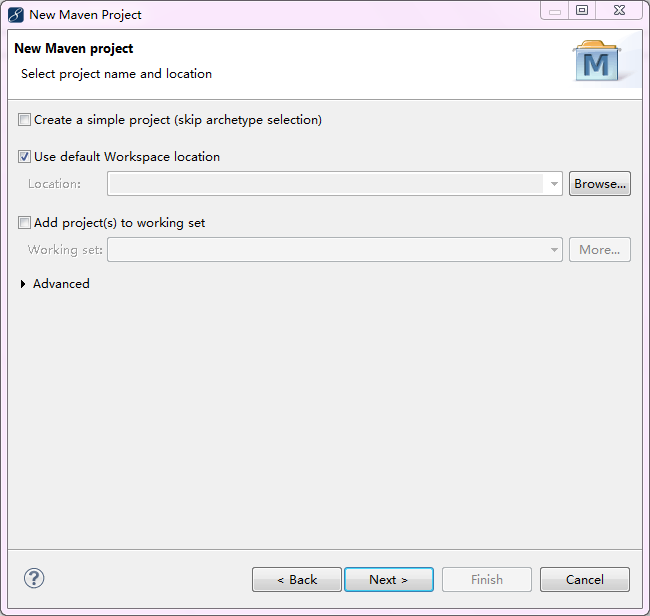 New Maven Project
New Maven project
Select project name and location
M
Create a simple project (skip archetype selection)
Use default Workspace location
Location:
Browse...
Add project(s) to working set
Working set:
More...
Advanced
?
< Back
Next >
Finish
Cancel